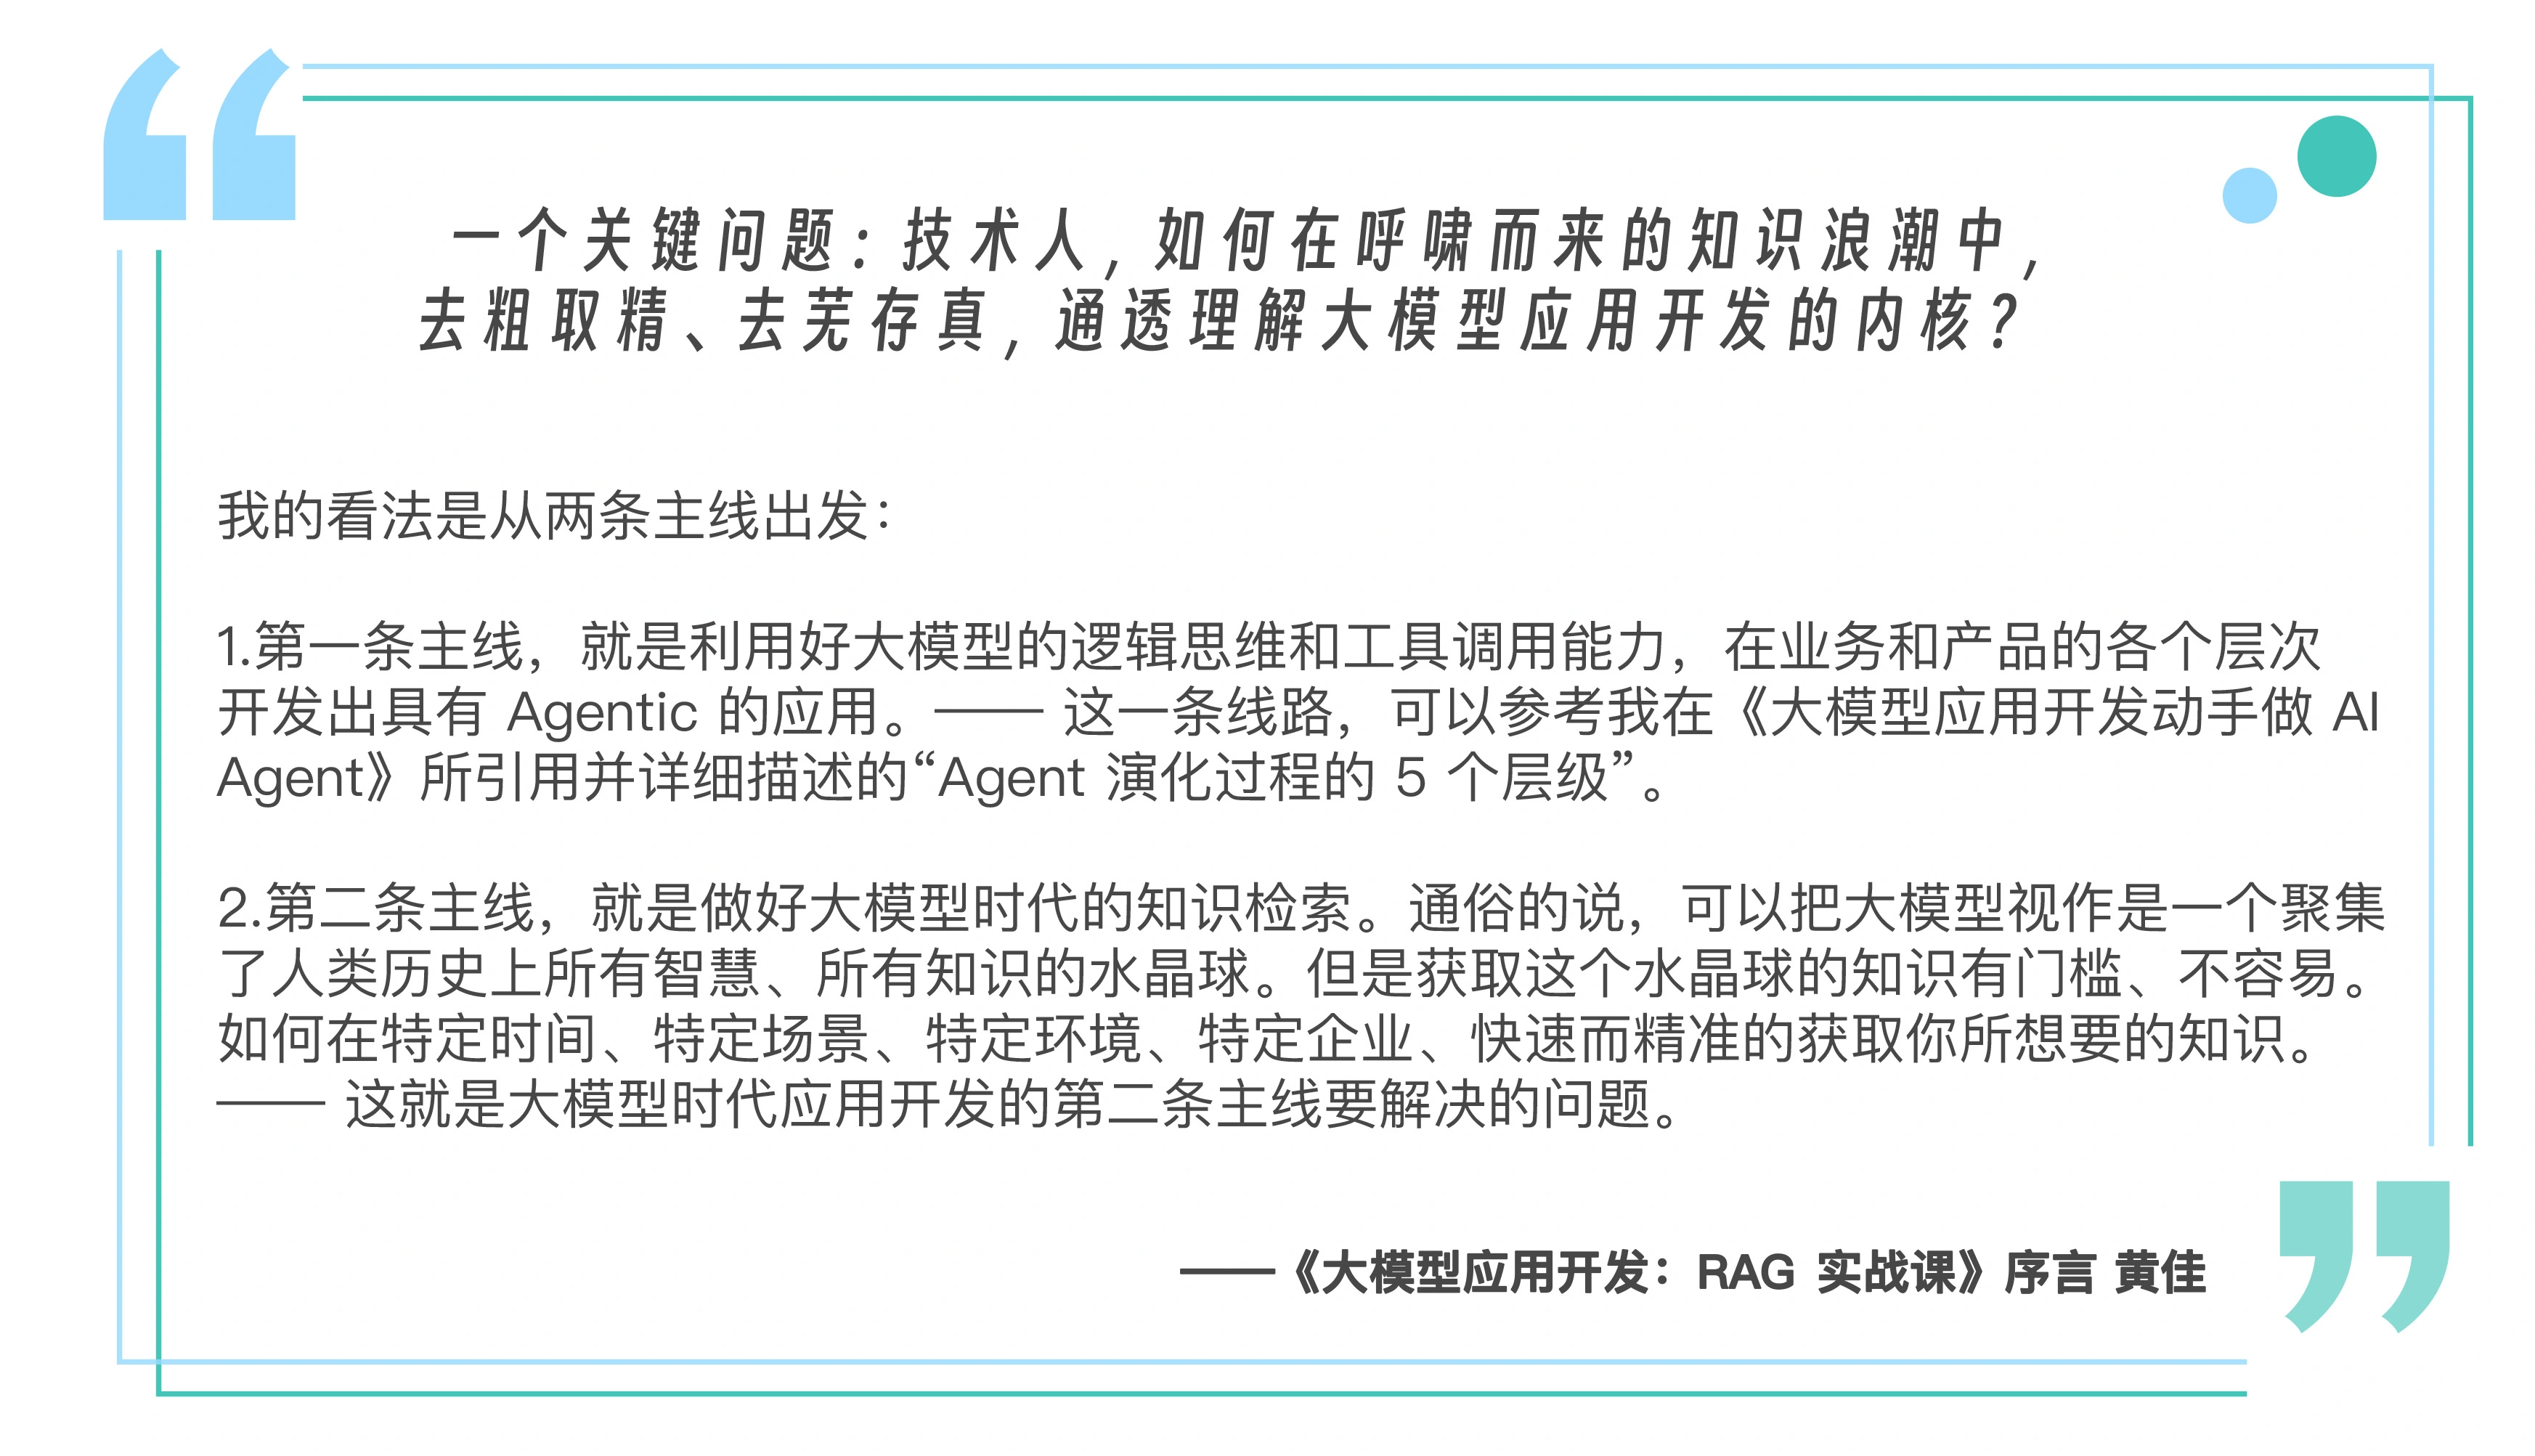 一个关键问题：技术人，如何在呼啸而来的知识浪潮中，
去粗取精、去芜存真，通透理解大模型应用开发的内核？
我的看法是从两条主线出发：
1.第一条主线，就是利用好大模型的逻辑思维和工具调用能力，在业务和产品的各个层次
开发出具有 Agentic 的应用。—— 这一条线路，可以参考我在《大模型应用开发动手做 AI
Agent》所引用并详细描述的“Agent 演化过程的 5 个层级”。
2.第二条主线，就是做好大模型时代的知识检索。通俗的说，可以把大模型视作是一个聚集
了人类历史上所有智慧、所有知识的水晶球。但是获取这个水晶球的知识有门槛、不容易。
如何在特定时间、特定场景、特定环境、特定企业、快速而精准的获取你所想要的知识。
—— 这就是大模型时代应用开发的第二条主线要解决的问题。
——《大模型应用开发：RAG 实战课》序言 黄佳